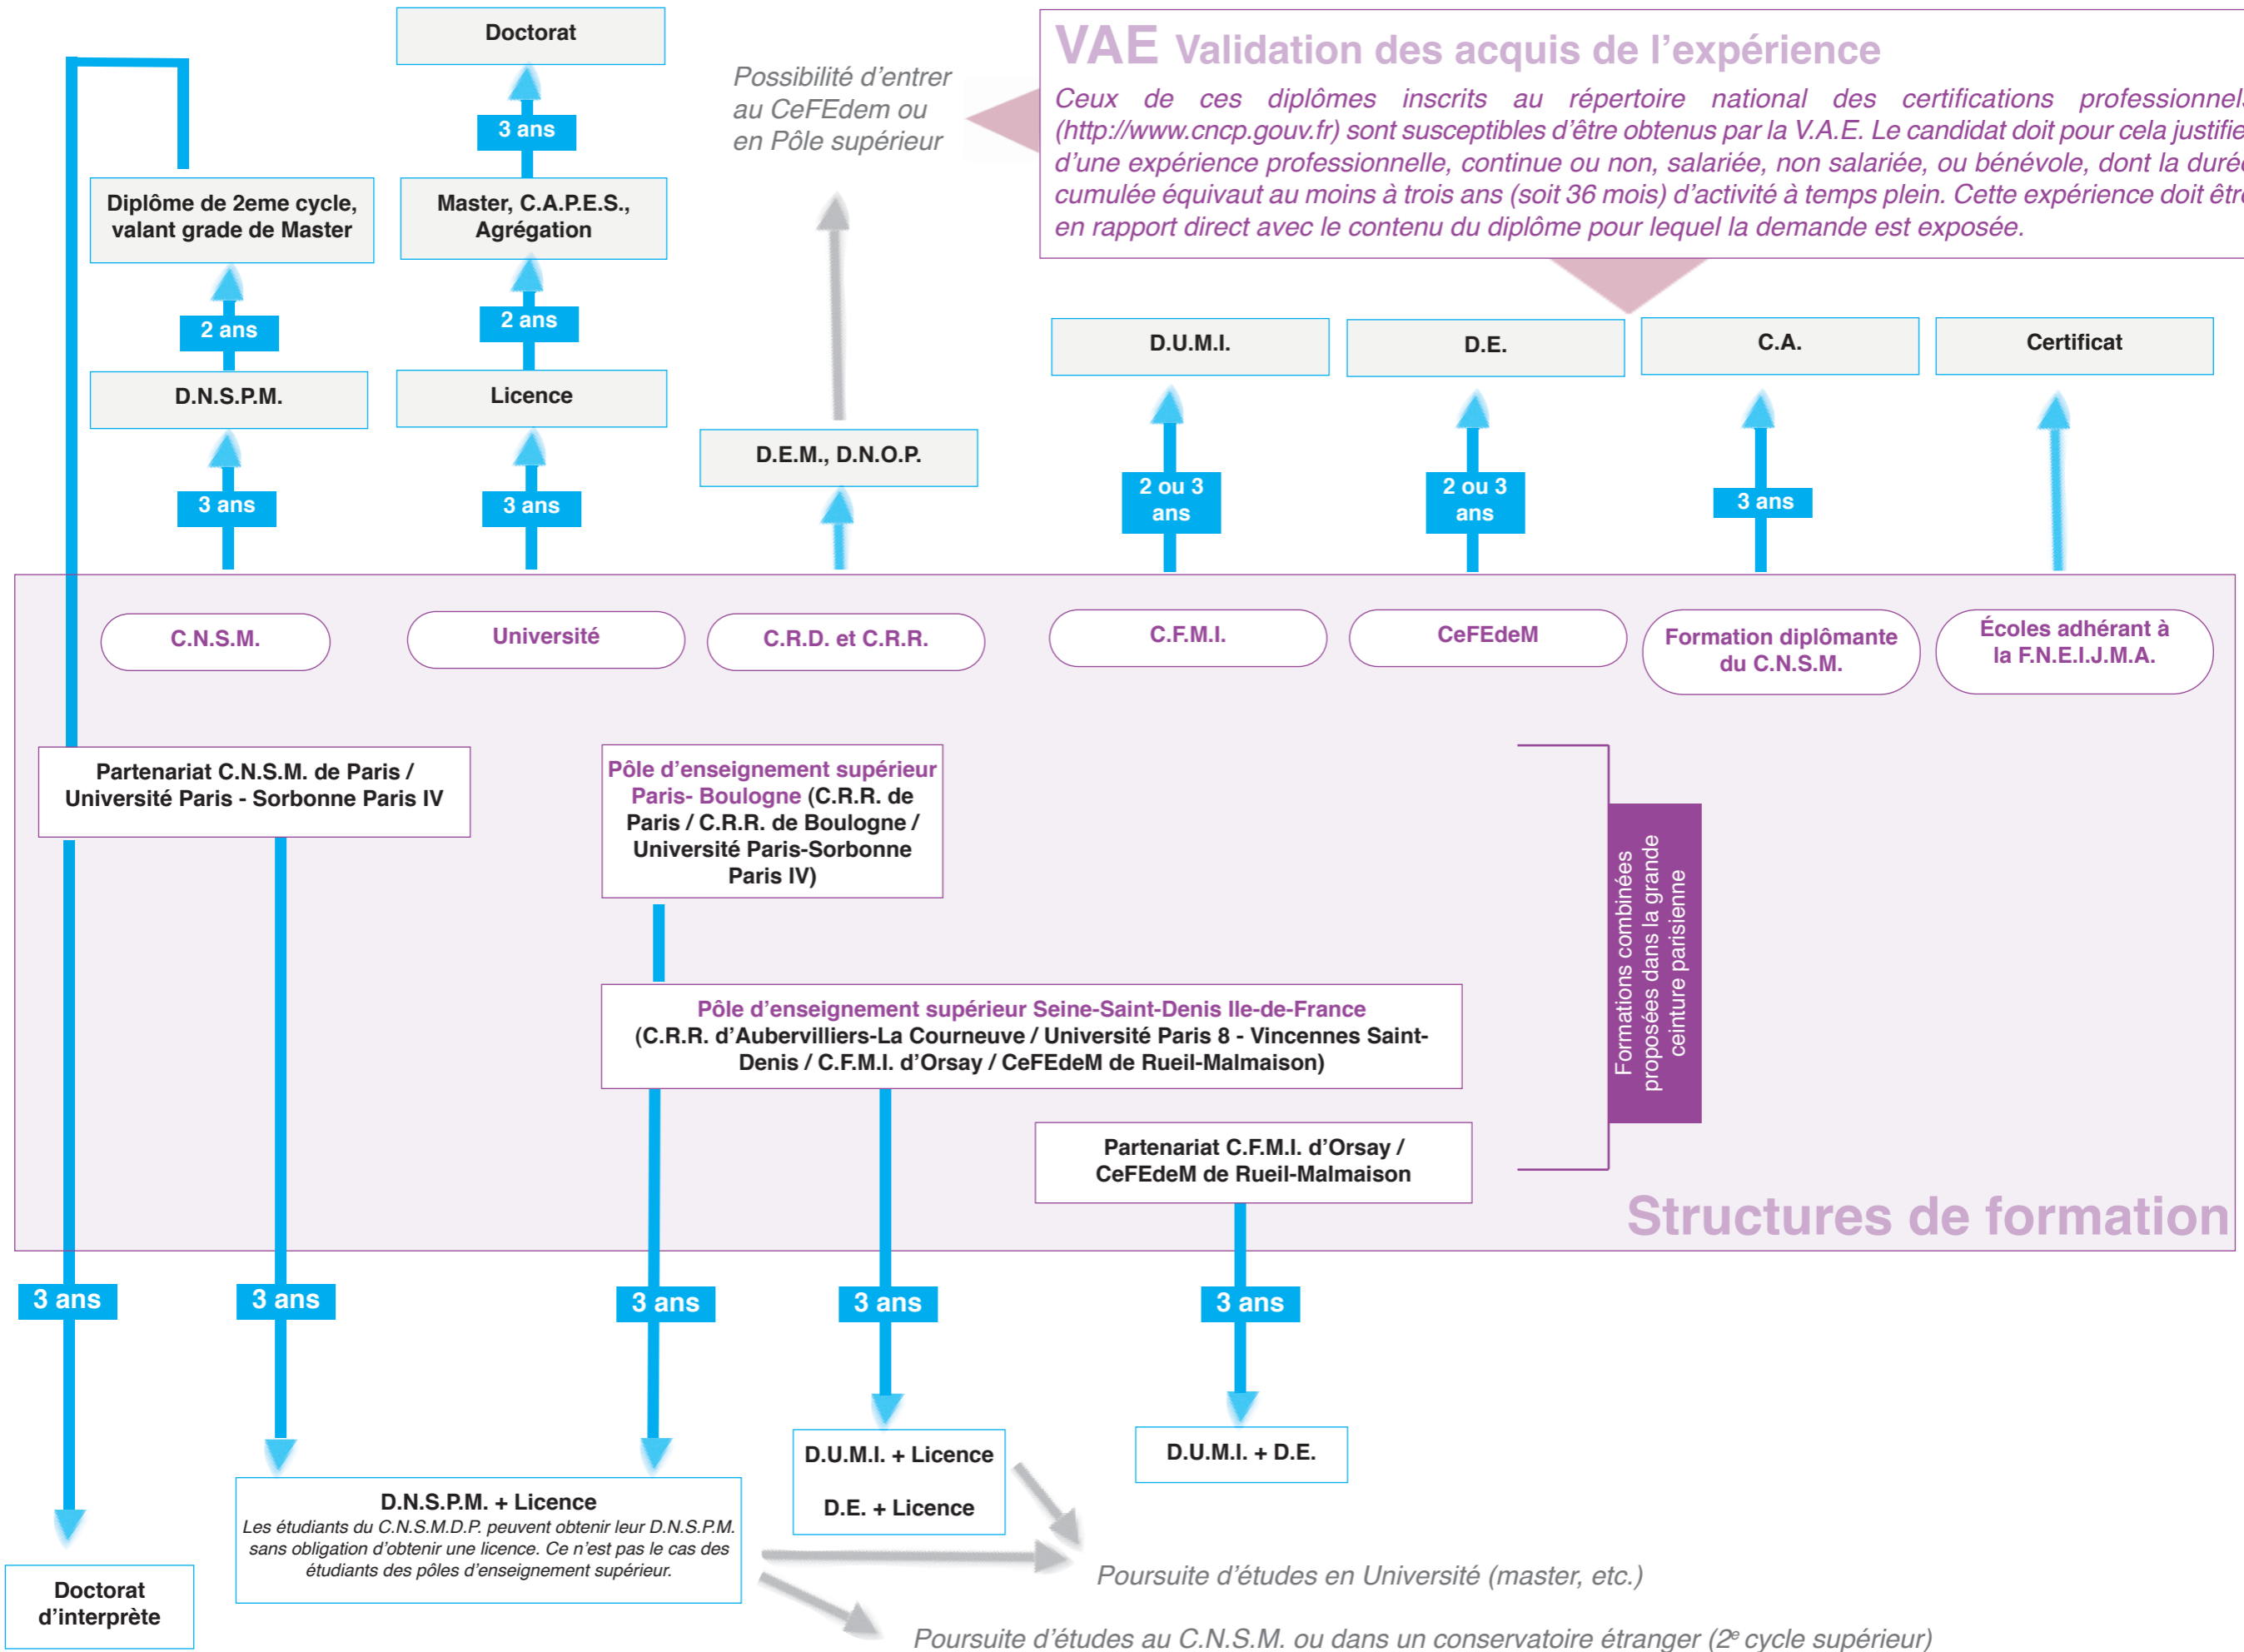 Doctorat
VAE Validation des acquis de l'expérience
Ceux de ces diplômes inscrits au répertoire national des certifications professionnels
(http://www.cncp.gouv.fr) sont susceptibles d'être obtenus par la V.A.E. Le candidat doit pour cela justifie
d'une expérience professionnelle, continue ou non, salariée, non salariée, ou bénévole, dont la durée
cumulée équivaut au moins à trois ans (soit 36 mois) d'activité à temps plein. Cette expérience doit être
en rapport direct avec le contenu du diplôme pour lequel la demande est exposée.
Possibilité d'entrer
au CeFEdem ou
en Pôle supérieur
3 ans
Diplôme de 2eme cycle,
valant grade de Master
Master, C.A.P.E.S.,
Agrégation
2 ans
2 ans
D.U.M.I.
D.E.
C.A.
Certificat
D.N.S.P.M.
Licence
D.E.M., D.N.O.P.
3 ans
3 ans
2 ou 3
ans
2 ou 3
ans
3 ans
C.N.S.M.
Université
C.R.D. et C.R.R.
C.F.M.I.
CeFEdeM
Formation diplômante
du C.N.S.M.
Écoles adhérant à
la F.N.E.I.J.M.A.
Partenariat C.N.S.M. de Paris /
Université Paris - Sorbonne Paris IV
Pôle d'enseignement supérieur
Paris- Boulogne (C.R.R. de
Paris / C.R.R. de Boulogne /
Université Paris-Sorbonne
Paris IV)
Formations combinées
proposées dans la grande
ceinture parisienne
Pôle d'enseignement supérieur Seine-Saint-Denis Ile-de-France
(C.R.R. d'Aubervilliers-La Courneuve / Université Paris 8 - Vincennes Saint-
Denis / C.F.M.I. d'Orsay / CeFEdeM de Rueil-Malmaison)
Partenariat C.F.M.I. d'Orsay /
CeFEdeM de Rueil-Malmaison
Structures de formation
3 ans
3 ans
3 ans
3 ans
3 ans
D.U.M.I. + Licence
D.E. + Licence
D.U.M.I. + D.E.
D.N.S.P.M. + Licence
Les étudiants du C.N.S.M.D.P. peuvent obtenir leur D.N.S.P.M.
sans obligation d'obtenir une licence. Ce n'est pas le cas des
étudiants des pôles d'enseignement supérieur.
Doctorat
d'interprète
Poursuite d'études en Université (master, etc.)
Poursuite d'études au C.N.S.M. ou dans un conservatoire étranger (2e cycle supérieur)